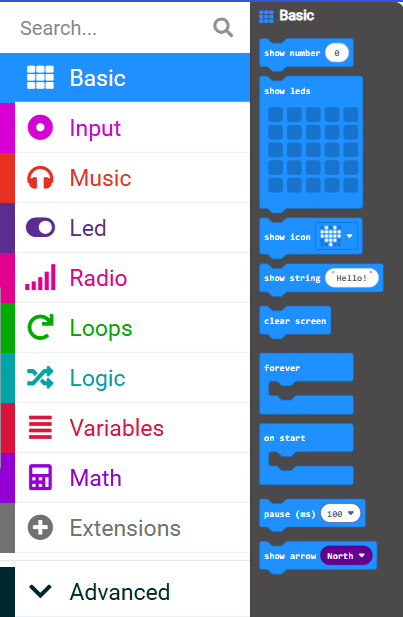 Search...
Basic
Input
Music
Led
Radio
Loops
Logic
Variables
Math
Extensions
Advanced
Basic
show number 0
show leds
show icon
show string "Hello!"
clear screen
forever
on start
pause (ms) 100
show arrow North